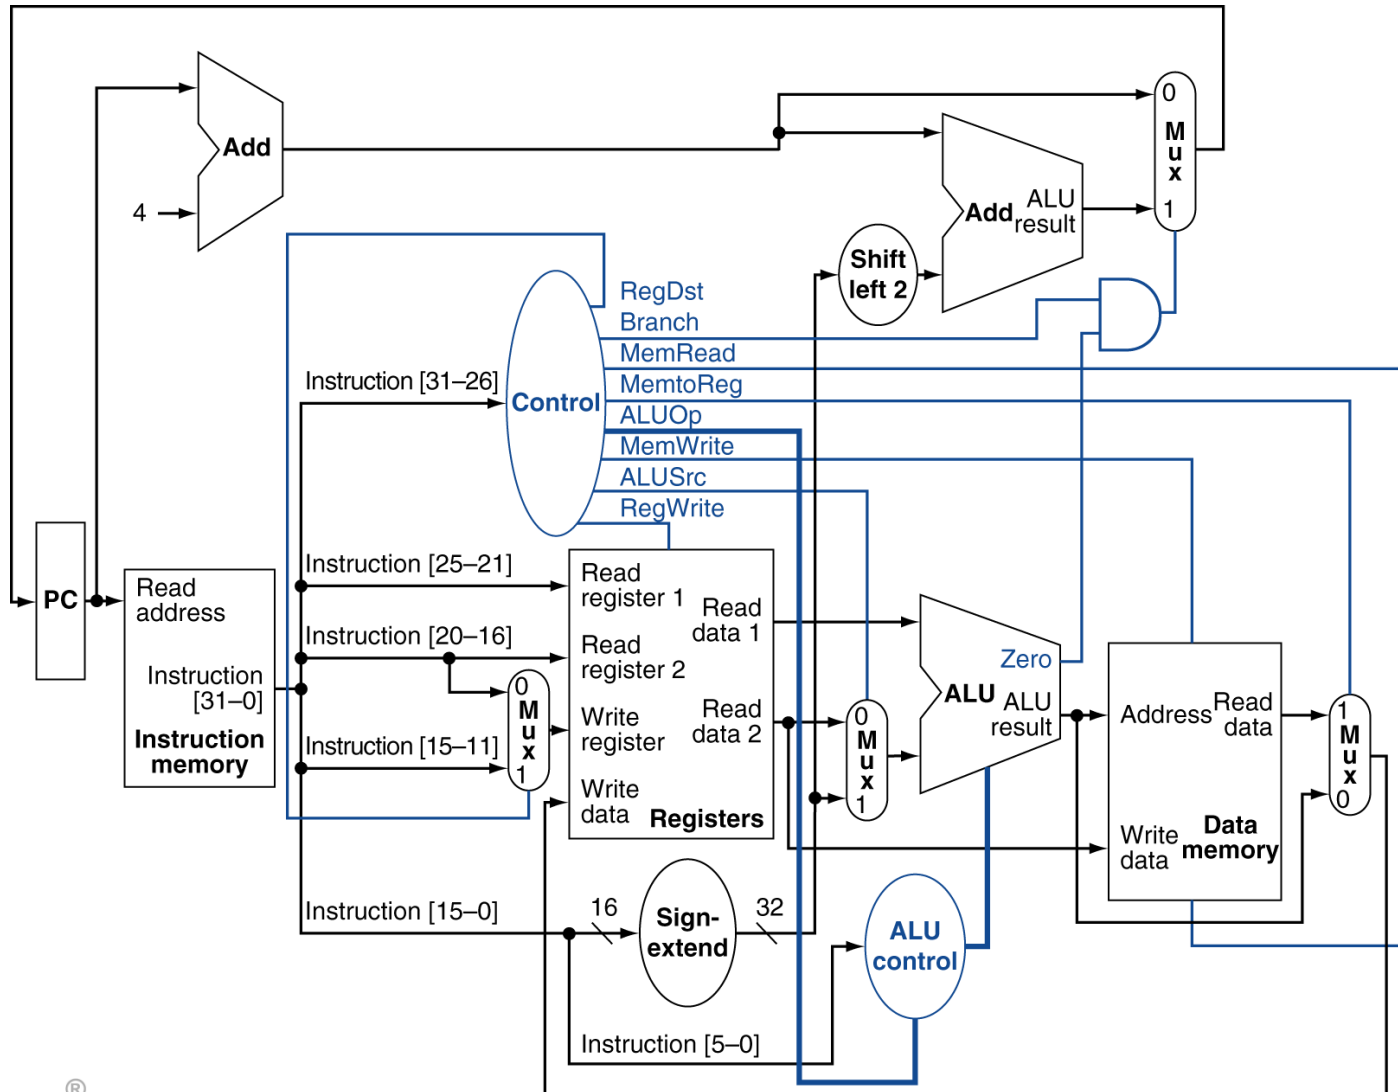 0
M
u
x
1
Add
4
Add
ALU
result
Shift
left 2
RegDst
Branch
MemRead
MemtoReg
ALUOp
MemWrite
ALUSrc
RegWrite
Control
Instruction [31–26]
Instruction [25–21]
Instruction [20–16]
Instruction [15–11]
Instruction [15–0]
Instruction [5–0]
PC
Read
address
Instruction
[31–0]
Instruction
memory
0
M
u
x
1
Read
register 1
Read
register 2
Write
register
Write
data
Read
data 1
Read
data 2
Registers
0
M
u
x
1
Zero
ALU
ALU
result
Address
Read
data
Write
data
Data
memory
1
M
u
x
0
16
Sign-
extend
32
ALU
control
®